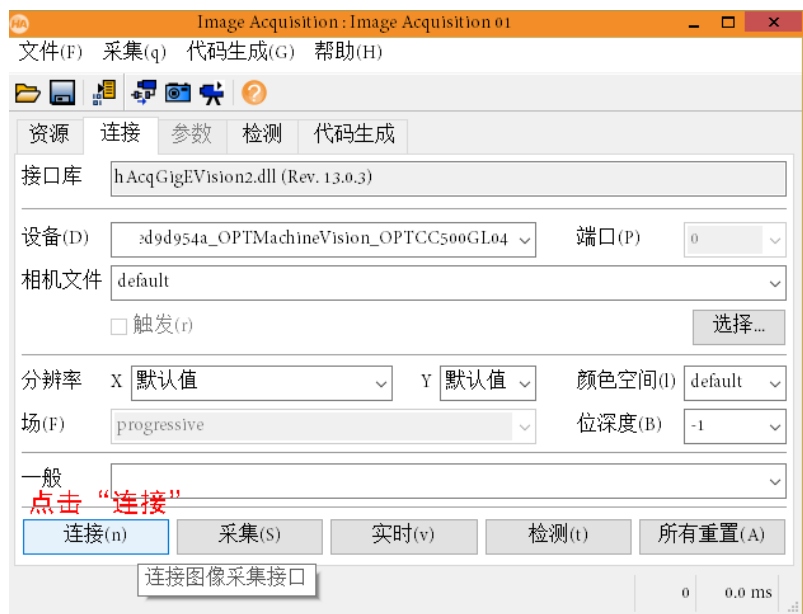 HA Image Acquisition : Image Acquisition 01
文件(F) 采集(q) 代码生成(G) 帮助(H)
资源 连接 参数 检测 代码生成
接口库 hAcqGigEVision2.dll (Rev. 13.0.3)
设备(D) ed9d954a_OPTMachineVision_OPTCC500GL04 端口(P) 0
相机文件 default
触发(r) 选择...
分辨率 X 默认值 Y 默认值 颜色空间(l) default
场(F) progressive 位深度(B) -1
一般
点击“连接”
连接(n) 采集(S) 实时(v) 检测(t) 所有重置(A)
连接图像采集接口
0 0.0 ms